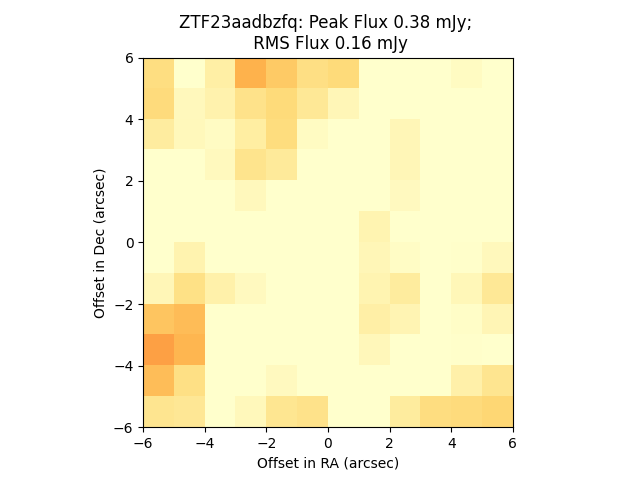 ZTF23aadbzfq: Peak Flux 0.38 mJy;
RMS Flux 0.16 mJy
6
4
2
0
−2
−4
−6
Offset in Dec (arcsec)
−6 −4 −2 0 2 4 6
Offset in RA (arcsec)